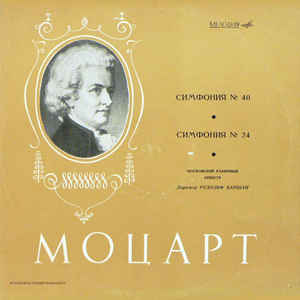 МЕЛОДИЯ
СИМФОНИЯ № 40
СИМФОНИЯ № 24
МОСКОВСКИЙ КАМЕРНЫЙ
ОРКЕСТР
Дирижер РУДОЛЬФ БАРШАЙ
МОЦАРТ